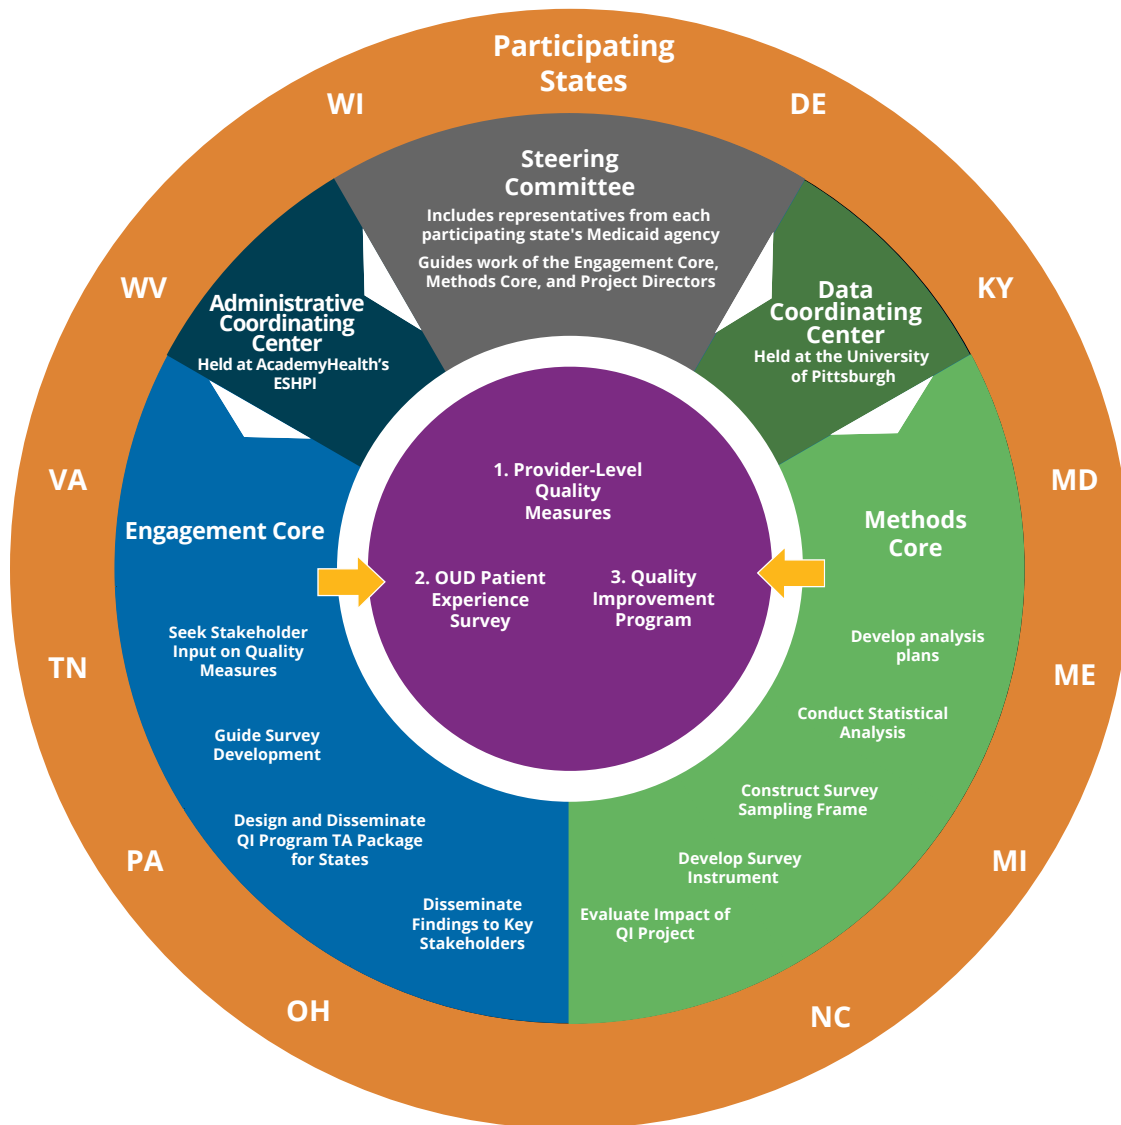 Participating
States
WI
DE
Steering
Committee
Includes representatives from each
participating state's Medicaid agency
Guides work of the Engagement Core,
Methods Core, and Project Directors
WV
KY
Administrative
Coordinating
Center
Held at AcademyHealth’s
ESHPI
Data
Coordinating
Center
Held at the University
of Pittsburgh
VA
MD
1. Provider-Level
Quality
Measures
2. OUD Patient
Experience
Survey
3. Quality
Improvement
Program
Engagement Core
Seek Stakeholder
Input on Quality
Measures
Guide Survey
Development
Design and Disseminate
QI Program TA Package
for States
Disseminate
Findings to Key
Stakeholders
Methods
Core
Develop analysis
plans
Conduct Statistical
Analysis
Construct Survey
Sampling Frame
Develop Survey
Instrument
Evaluate Impact of
QI Project
TN
ME
PA
MI
OH
NC